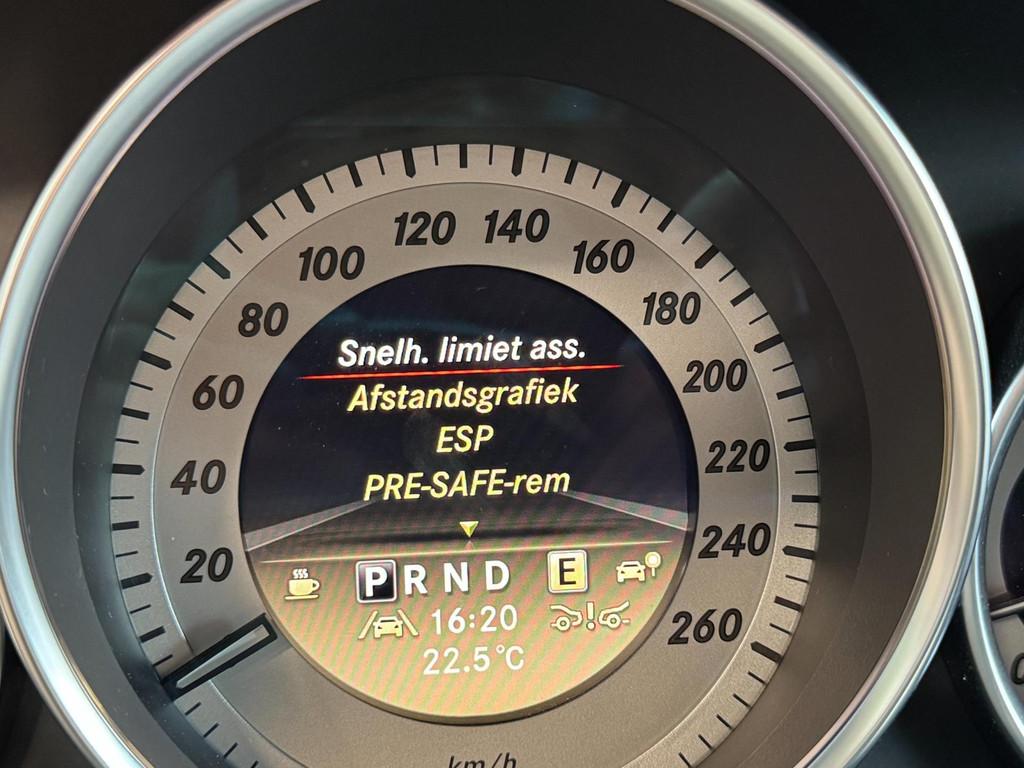 20
40
60
80
100
120
140
160
180
200
220
240
260
Snelh. limiet ass.
Afstandsgrafiek
ESP
PRE-SAFE-rem
P R N D E
16:20
22.5°C
km/h